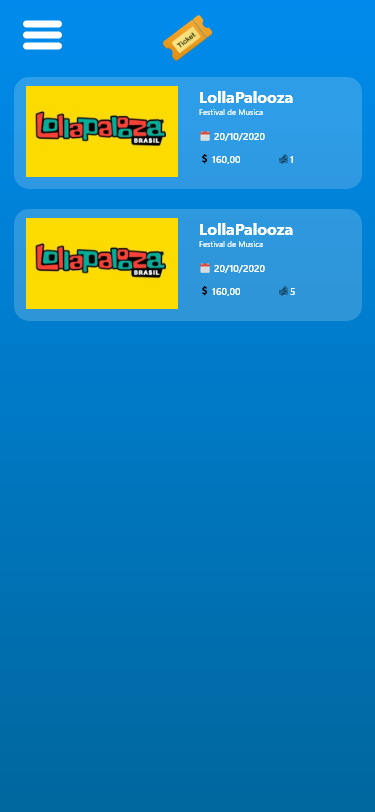 Ticket
LollaPalooza
Festival de Musica
Lollapalooza
BRASIL
20/10/2020
$ 160,00 1
LollaPalooza
Festival de Musica
Lollapalooza
BRASIL
20/10/2020
$ 160,00 5